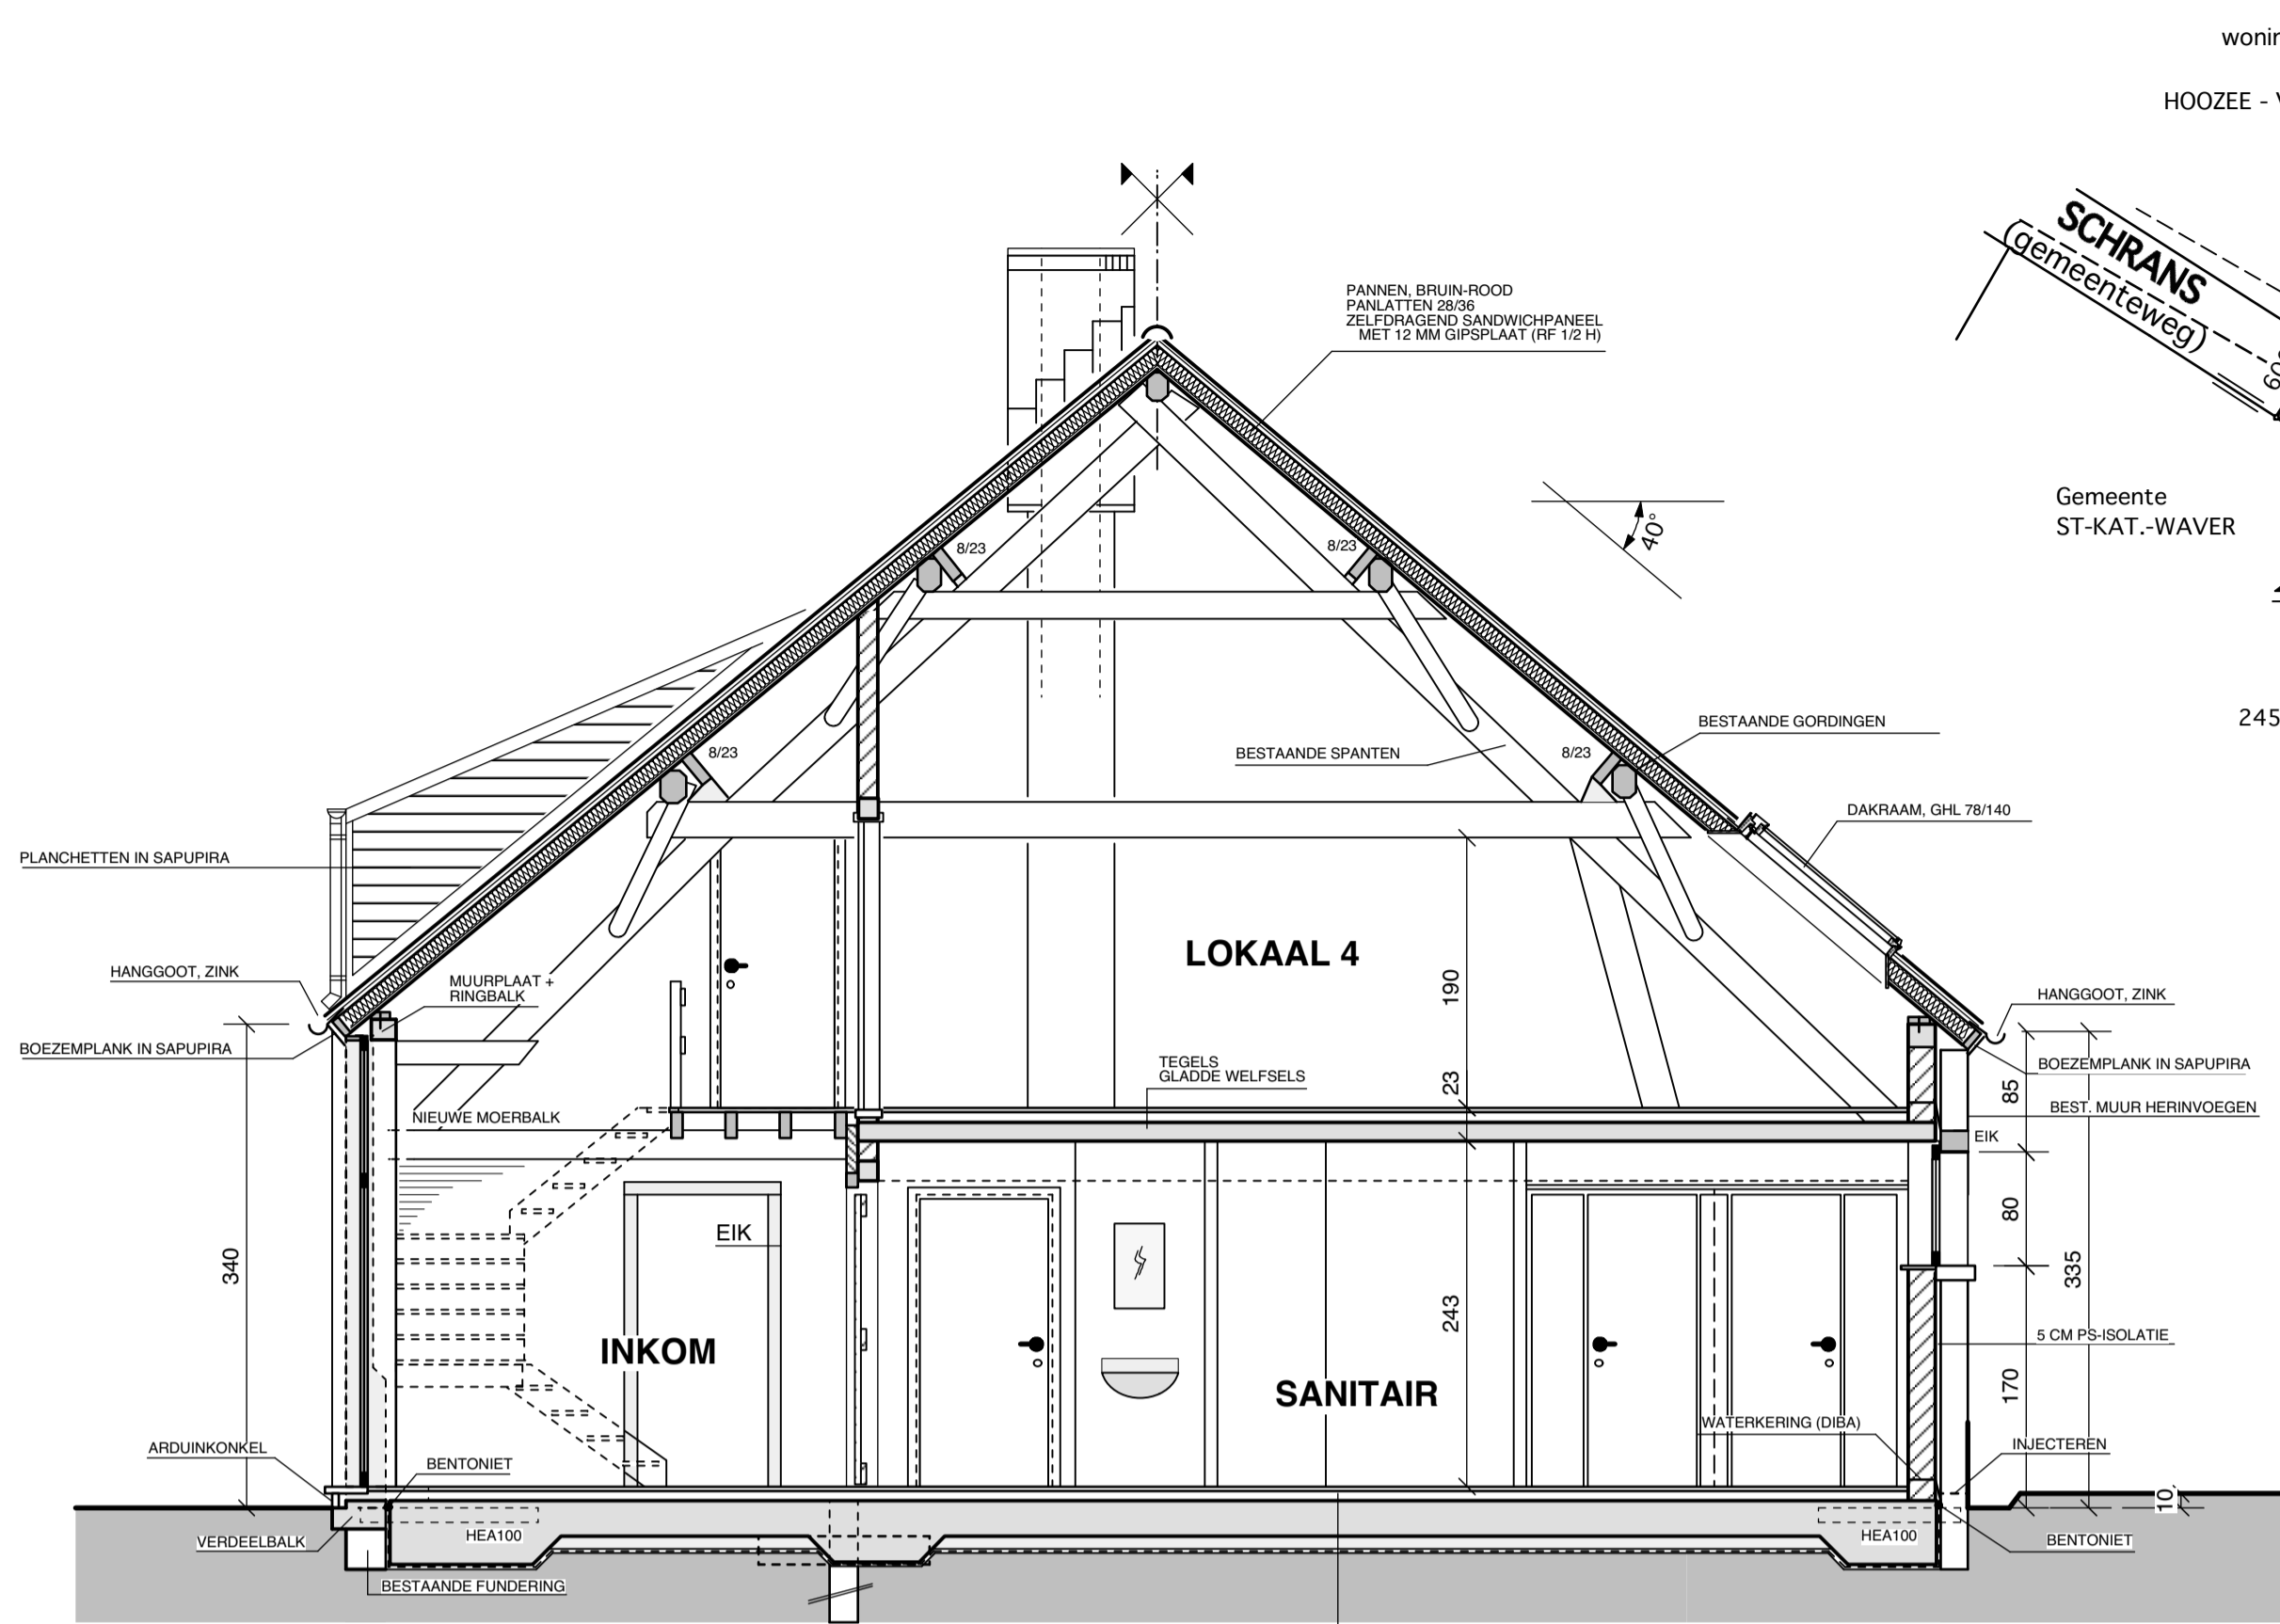 wonin
HOOZEE - V
SCHRANS
(gemeenteweg)
PANNEN, BRUIN-ROOD
PANLATTEN 28/36
ZELFDRAGEND SANDWICHPANEEL
MET 12 MM GIPSPLAAT (RF 1/2 H)
40°
Gemeente
ST-KAT.-WAVER
8/23
8/23
245
BESTAANDE GORDINGEN
BESTAANDE SPANTEN
8/23
8/23
DAKRAAM, GHL 78/140
PLANCHETTEN IN SAPUPIRA
LOKAAL 4
HANGGOOT, ZINK
MUURPLAAT +
RINGBALK
190
HANGGOOT, ZINK
BOEZEMPLANK IN SAPUPIRA
BOEZEMPLANK IN SAPUPIRA
TEGELS
GLADDE WELFSELS
23
85
BEST. MUUR HERINVOEGEN
NIEUWE MOERBALK
EIK
EIK
80
340
335
243
INKOM
SANITAIR
5 CM PS-ISOLATIE
170
WATERKERING (DIBA)
ARDUINKONKEL
BENTONIET
INJECTEREN
10
HEA100
HEA100
VERDEELBALK
BENTONIET
BESTAANDE FUNDERING